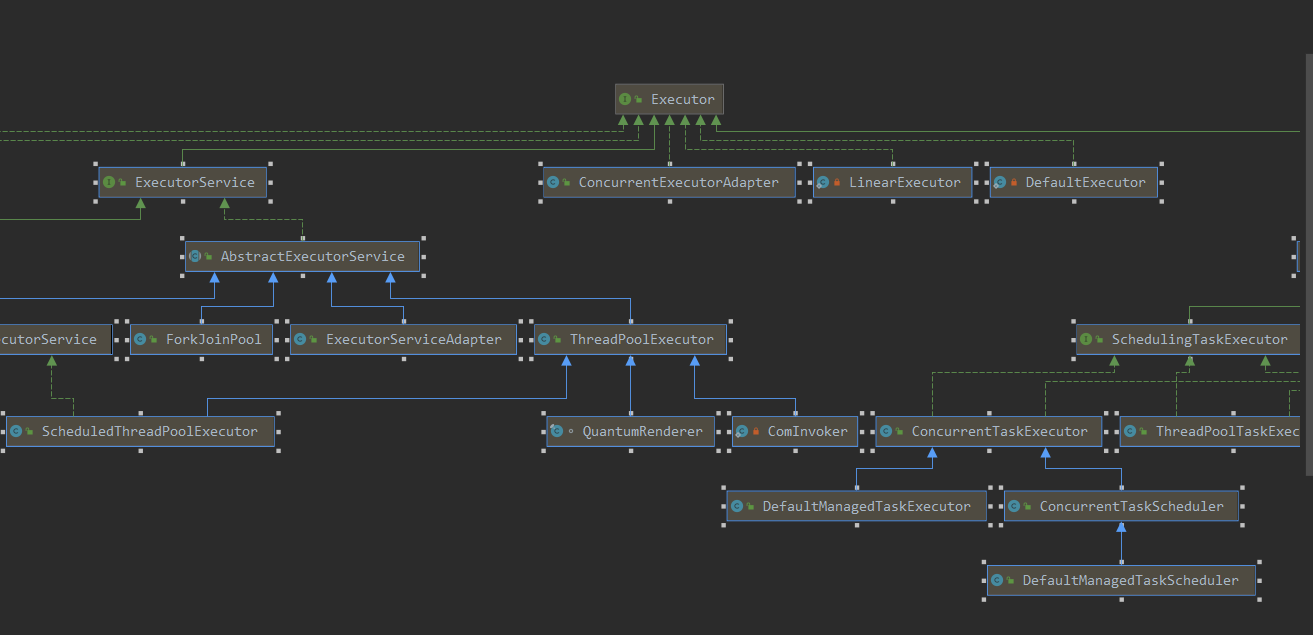 Executor
ExecutorService
ConcurrentExecutorAdapter
LinearExecutor
DefaultExecutor
AbstractExecutorService
cutorService
ForkJoinPool
ExecutorServiceAdapter
ThreadPoolExecutor
SchedulingTaskExecutor
ScheduledThreadPoolExecutor
QuantumRenderer
ComInvoker
ConcurrentTaskExecutor
ThreadPoolTaskExec
DefaultManagedTaskExecutor
ConcurrentTaskScheduler
DefaultManagedTaskScheduler